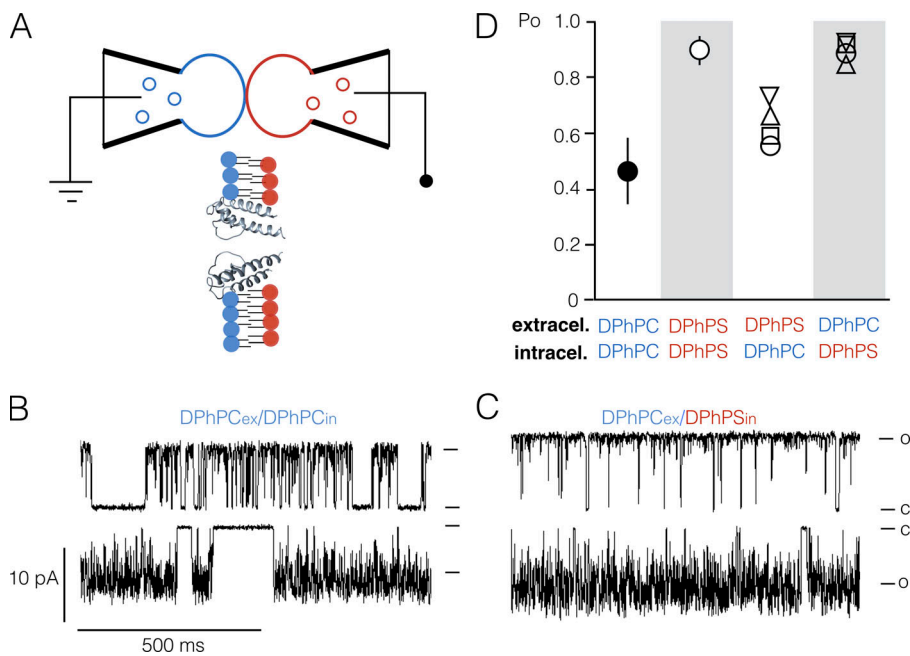 A
D
Po
1.0
0.8
0.6
0.4
0.2
0
extracel. DPhPC DPhPS DPhPS DPhPC
intracel. DPhPC DPhPS DPhPC DPhPS
B
DPhPCex/DPhPCin
10 pA
500 ms
C
DPhPCex/DPhPSin
O
C
C
O